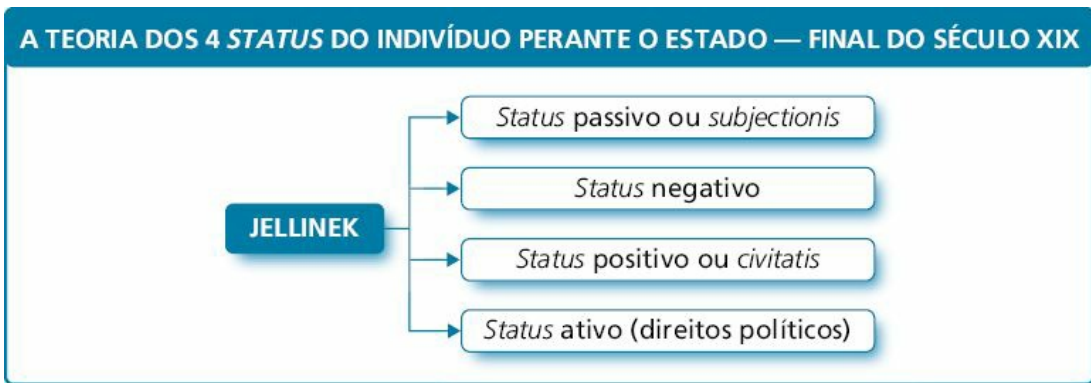 A TEORIA DOS 4 STATUS DO INDIVÍDUO PERANTE O ESTADO — FINAL DO SÉCULO XIX
Status passivo ou subjectionis
Status negativo
JELLINEK
Status positivo ou civitatis
Status ativo (direitos políticos)